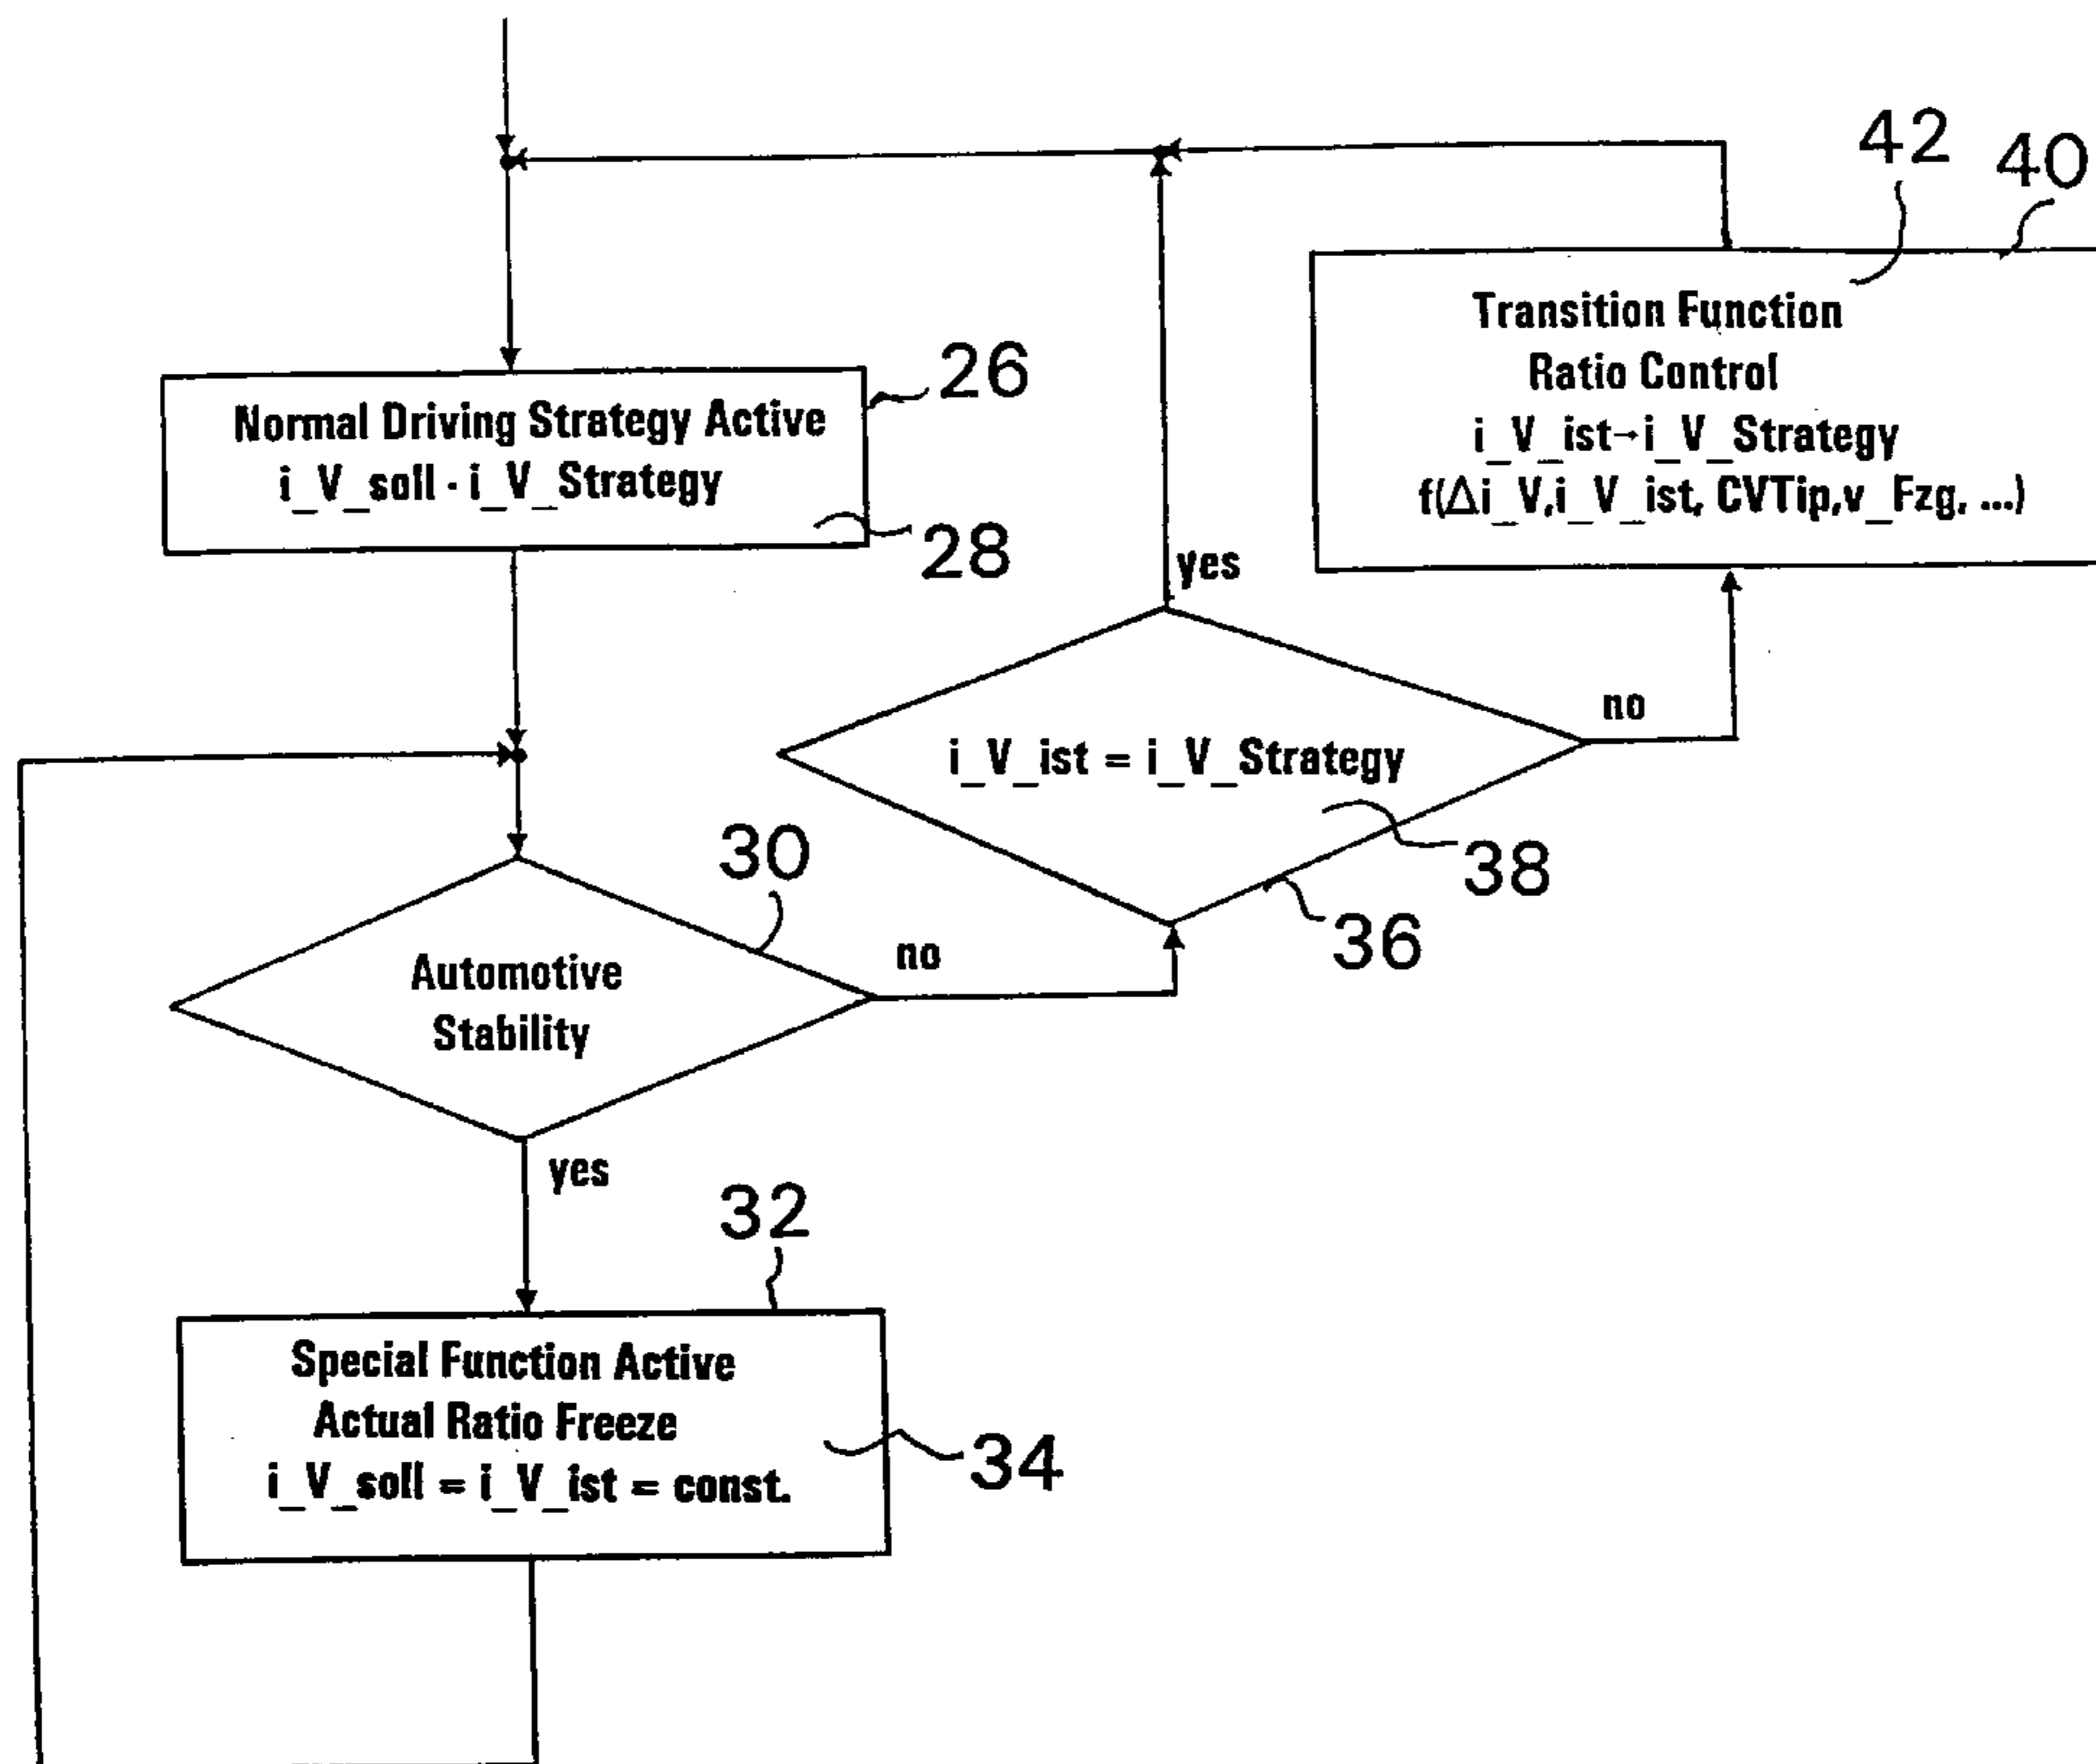 42
40
Transition Function
Ratio Control
i_V_ist→i_V_Strategy
f(Δi_V,i_V_ist, CVTip,v_Fzg, ...)
26
Normal Driving Strategy Active
i_V_soll · i_V_Strategy
28
yes
no
i_V_ist = i_V_Strategy
38
36
30
no
Automotive
Stability
yes
32
Special Function Active
Actual Ratio Freeze
i_V_soll = i_V_ist = const.
34